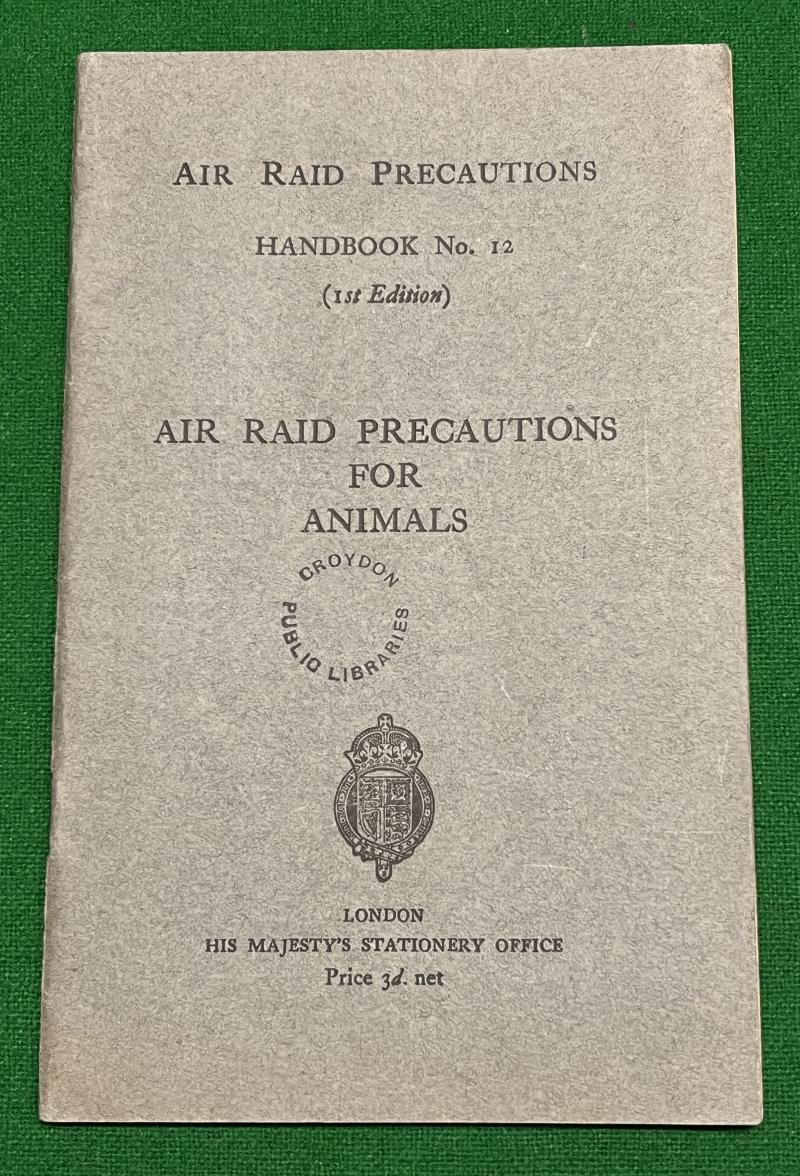 AIR RAID PRECAUTIONS
HANDBOOK No. 12
(1st Edition)
AIR RAID PRECAUTIONS
FOR
ANIMALS
CROYDON
PUBLIC LIBRARIES
LONDON
HIS MAJESTY'S STATIONERY OFFICE
Price 3d. net